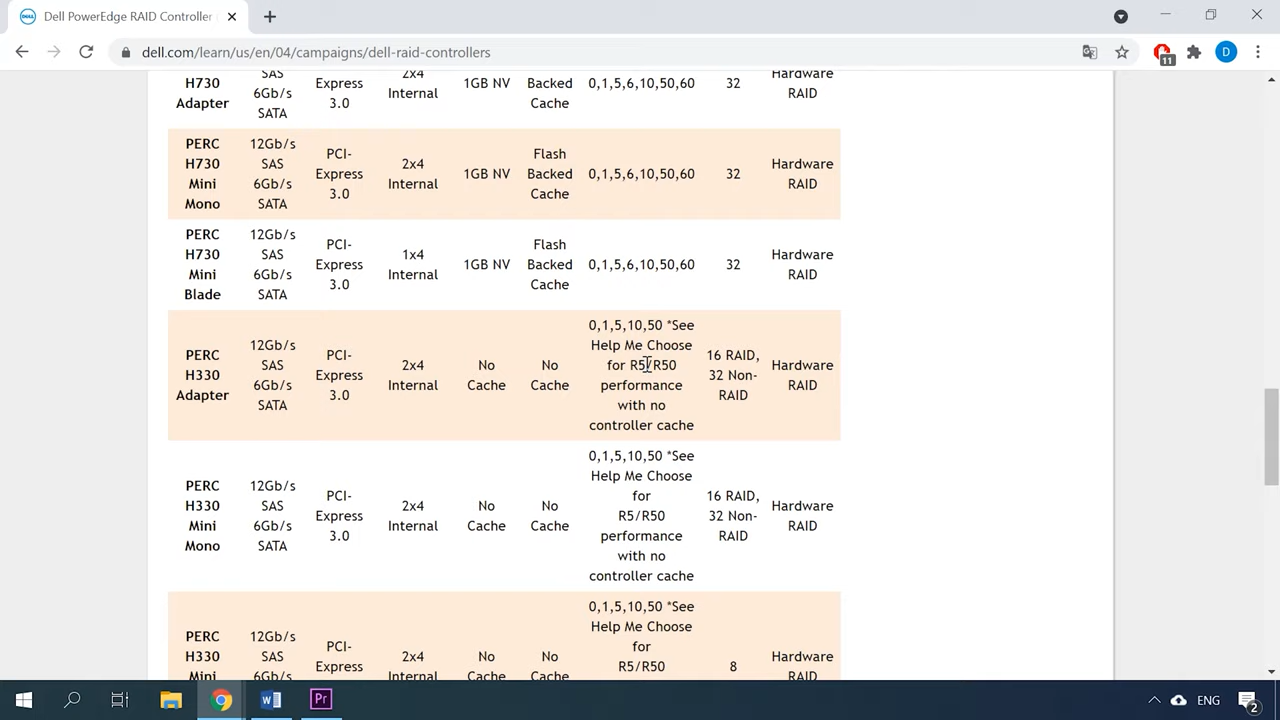 Dell PowerEdge RAID Controller (
dell.com/learn/us/en/04/campaigns/dell-raid-controllers
11
D
H730
Adapter
SAS
6Gb/s
SATA
Express
3.0
2x4
Internal
1GB NV
Backed
Cache
0,1,5,6,10,50,60
32
Hardware
RAID
PERC
H730
Mini
Mono
12Gb/s
SAS
6Gb/s
SATA
PCI-
Express
3.0
2x4
Internal
1GB NV
Flash
Backed
Cache
0,1,5,6,10,50,60
32
Hardware
RAID
PERC
H730
Mini
Blade
12Gb/s
SAS
6Gb/s
SATA
PCI-
Express
3.0
1x4
Internal
1GB NV
Flash
Backed
Cache
0,1,5,6,10,50,60
32
Hardware
RAID
PERC
H330
Adapter
12Gb/s
SAS
6Gb/s
SATA
PCI-
Express
3.0
2x4
Internal
No
Cache
No
Cache
0,1,5,10,50 *See
Help Me Choose
for R5/R50
performance
with no
controller cache
16 RAID,
32 Non-
RAID
Hardware
RAID
PERC
H330
Mini
Mono
12Gb/s
SAS
6Gb/s
SATA
PCI-
Express
3.0
2x4
Internal
No
Cache
No
Cache
0,1,5,10,50 *See
Help Me Choose
for
R5/R50
performance
with no
controller cache
16 RAID,
32 Non-
RAID
Hardware
RAID
PERC
H330
Mini
12Gb/s
SAS
6Gb/s
PCI-
Express
2x4
Internal
No
Cache
No
Cache
0,1,5,10,50 *See
Help Me Choose
for
R5/R50
8
Hardware
RAID
W
Pr
ENG
2